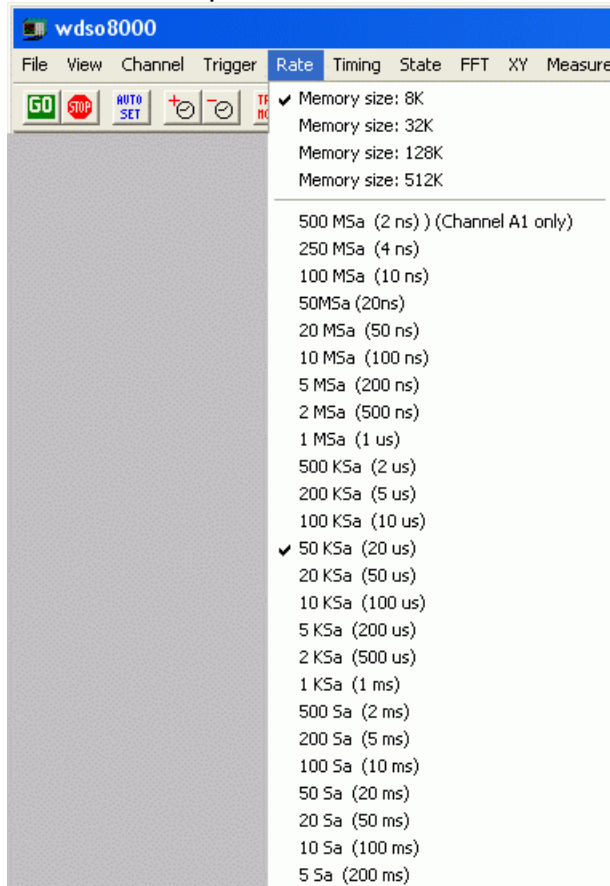 wdso8000
File View Channel Trigger Rate Timing State FFT XY Measure
GO STOP AUTO SET
Memory size: 8K
Memory size: 32K
Memory size: 128K
Memory size: 512K
500 MSa (2 ns) ) (Channel A1 only)
250 MSa (4 ns)
100 MSa (10 ns)
50MSa (20ns)
20 MSa (50 ns)
10 MSa (100 ns)
5 MSa (200 ns)
2 MSa (500 ns)
1 MSa (1 us)
500 KSa (2 us)
200 KSa (5 us)
100 KSa (10 us)
50 KSa (20 us)
20 KSa (50 us)
10 KSa (100 us)
5 KSa (200 us)
2 KSa (500 us)
1 KSa (1 ms)
500 Sa (2 ms)
200 Sa (5 ms)
100 Sa (10 ms)
50 Sa (20 ms)
20 Sa (50 ms)
10 Sa (100 ms)
5 Sa (200 ms)